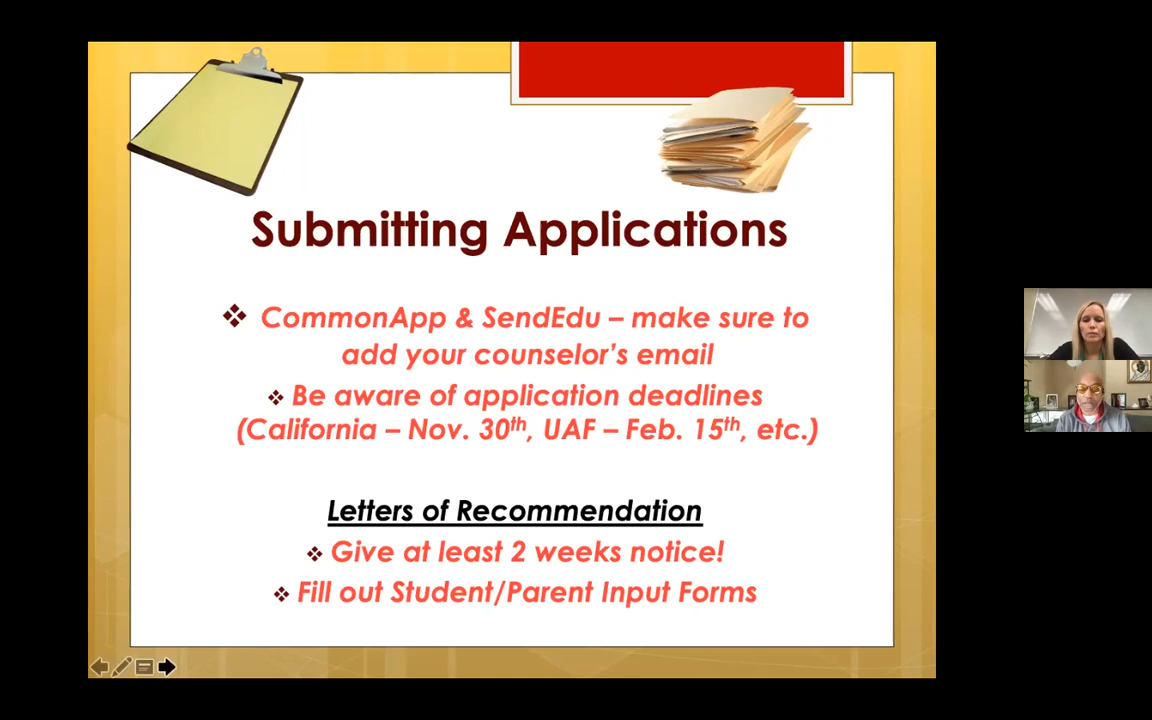 Submitting Applications
❖ CommonApp & SendEdu – make sure to
add your counselor's email
❖ Be aware of application deadlines
(California – Nov. 30th, UAF – Feb. 15th, etc.)
Letters of Recommendation
❖ Give at least 2 weeks notice!
❖ Fill out Student/Parent Input Forms